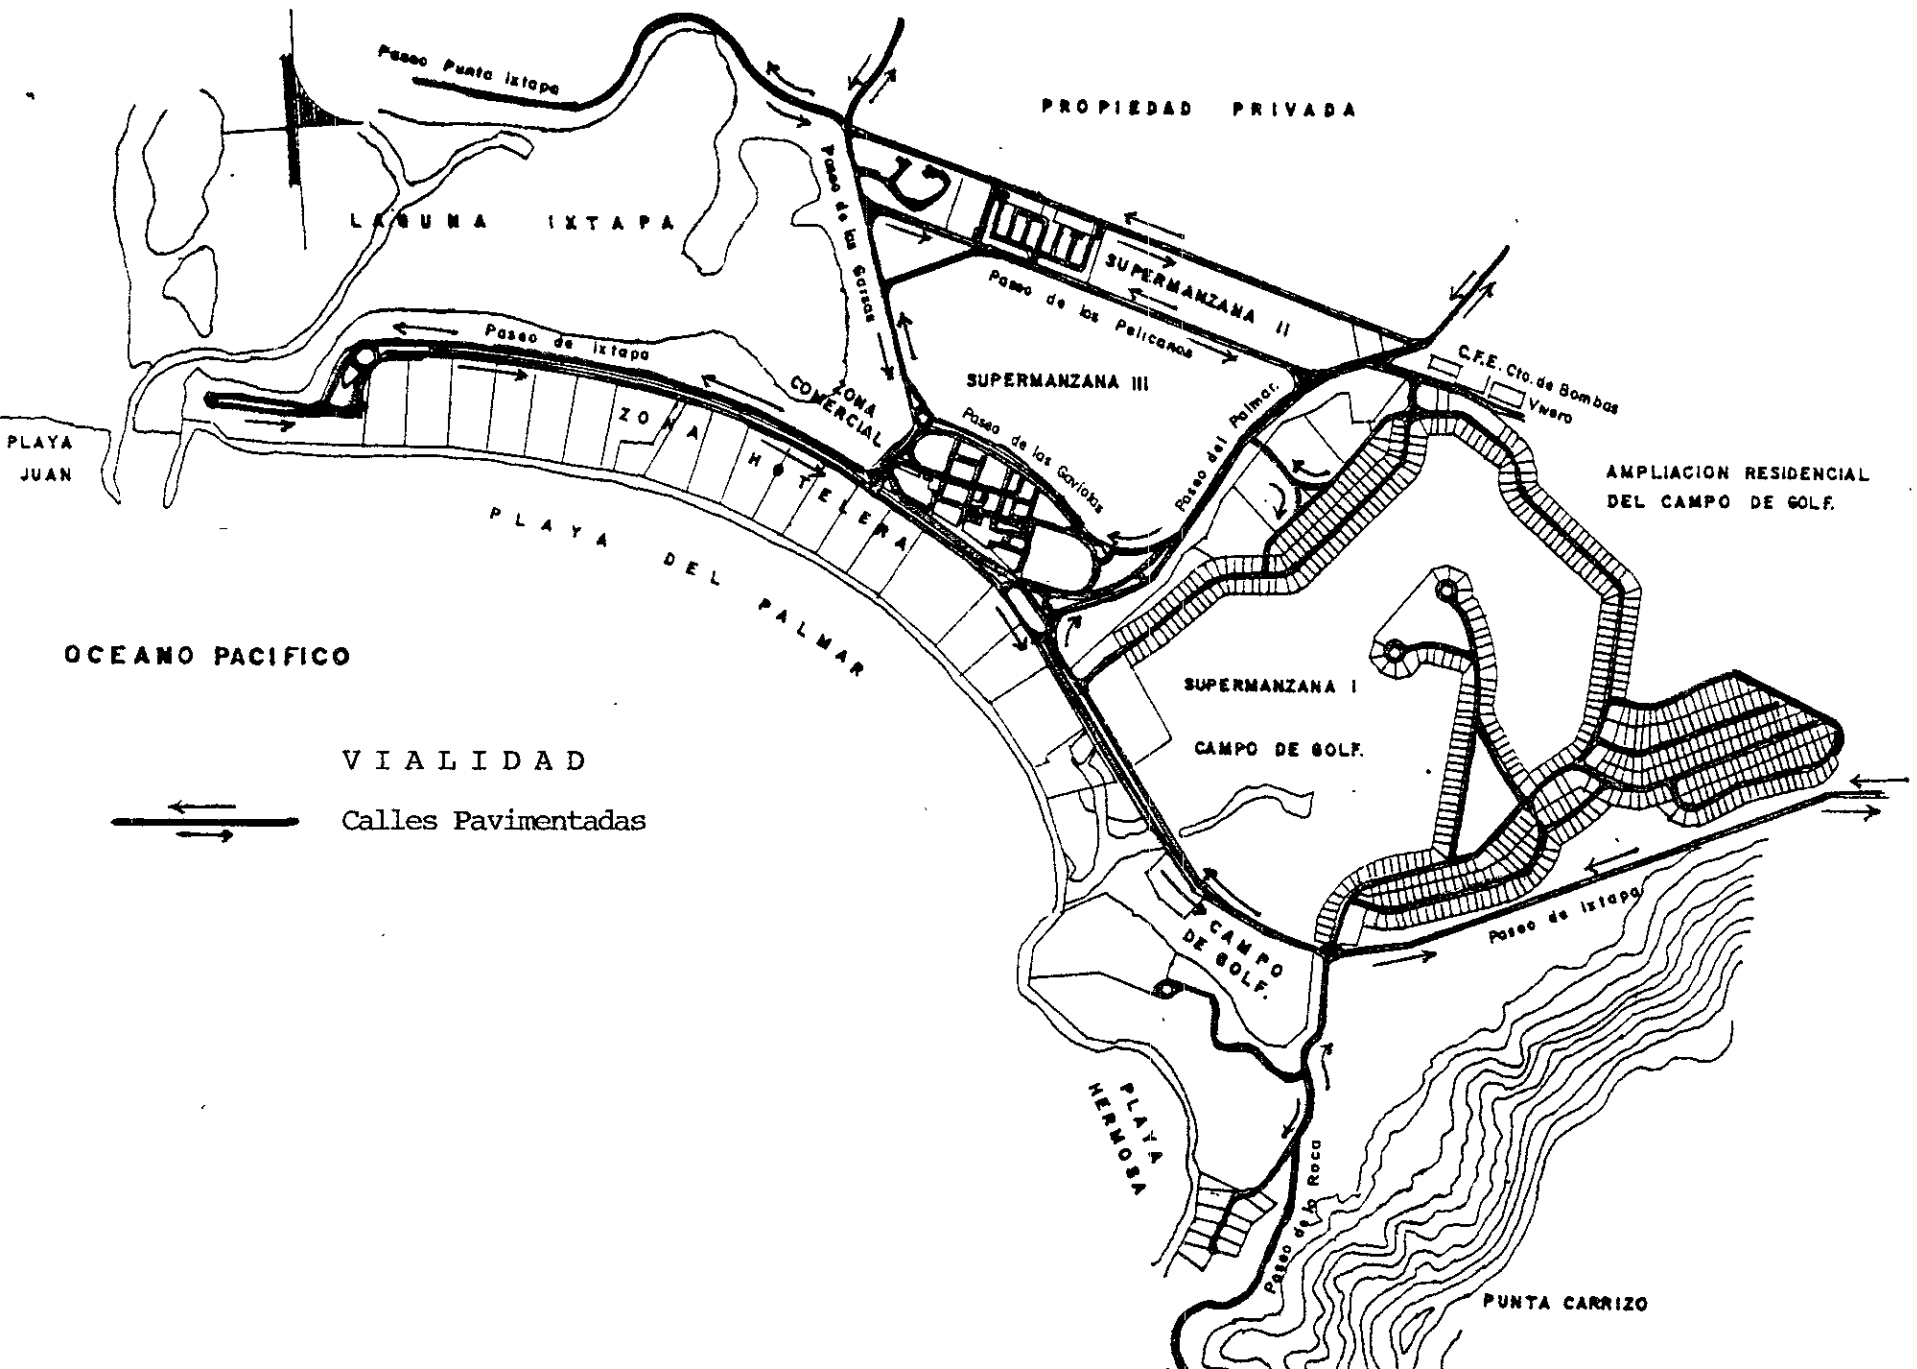 Paseo Punta Ixtapa
PROPIEDAD PRIVADA
LAGUNA IXTAPA
Paseo de las Garsas
SUPERMANZANA II
Paseo de los Pelicanos
Paseo de Ixtapa
ZONA
COMERCIAL
SUPERMANZANA III
C.F.E. Cto. de Bombas
Vivero
Paseo del Palmar.
Paseo de las Gaviotas
ZONA HOTELERA
PLAYA
JUAN
AMPLIACION RESIDENCIAL
DEL CAMPO DE GOLF.
PLAYA DEL PALMAR
OCEANO PACIFICO
SUPERMANZANA I
CAMPO DE GOLF.
VIALIDAD
Calles Pavimentadas
Paseo de Ixtapa
CAMPO
DE GOLF.
PLAYA
HERMOSA
Paseo de la Roca
PUNTA CARRIZO